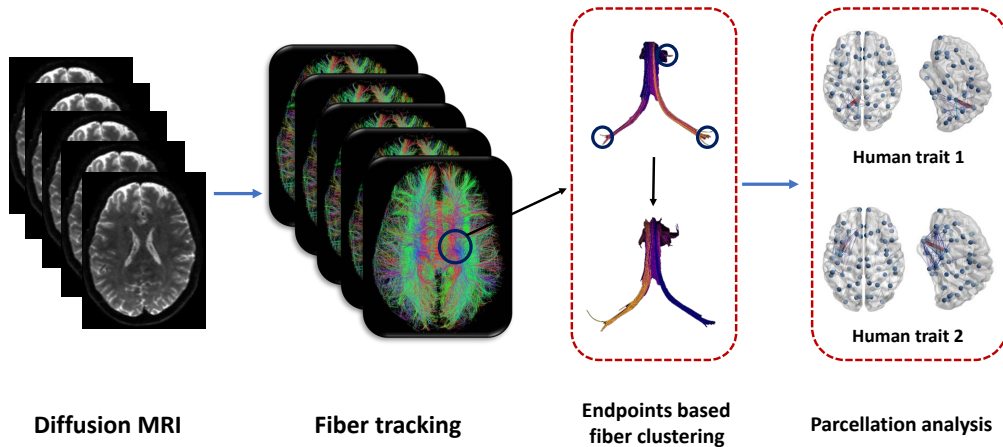 Human trait 1
Human trait 2
Diffusion MRI
Fiber tracking
Endpoints based
fiber clustering
Parcellation analysis